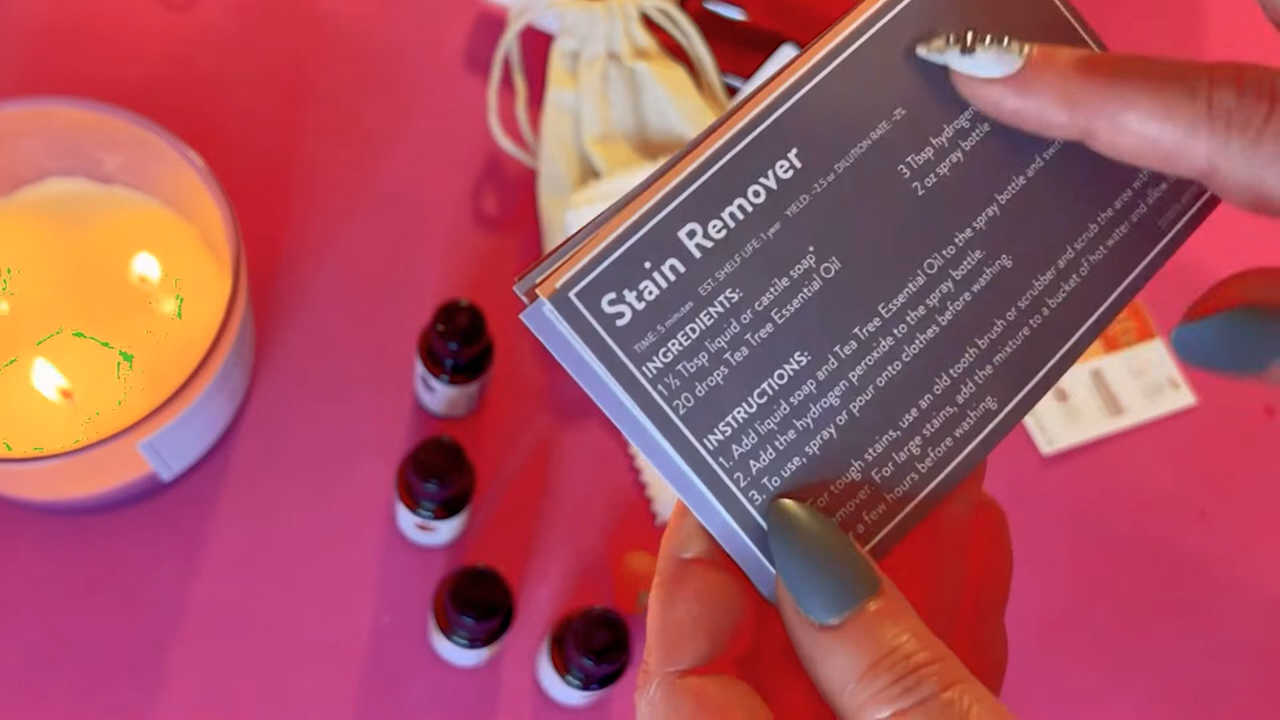 Stain Remover
TIME: 5 minutes EST. SHELF LIFE: 1 year YIELD: ~2.5 oz DILUTION RATE: ~2%
INGREDIENTS:
1 ½ Tbsp liquid or castile soap*
20 drops Tea Tree Essential Oil
3 Tbsp hydrogen
2 oz spray bottle
INSTRUCTIONS:
1. Add liquid soap and Tea Tree Essential Oil to the spray bottle and swirl
2. Add the hydrogen peroxide to the spray bottle.
3. To use, spray or pour onto clothes before washing.
For tough stains, use an old tooth brush or scrubber and scrub the area with
remover. For large stains, add the mixture to a bucket of hot water and allow
a few hours before washing.